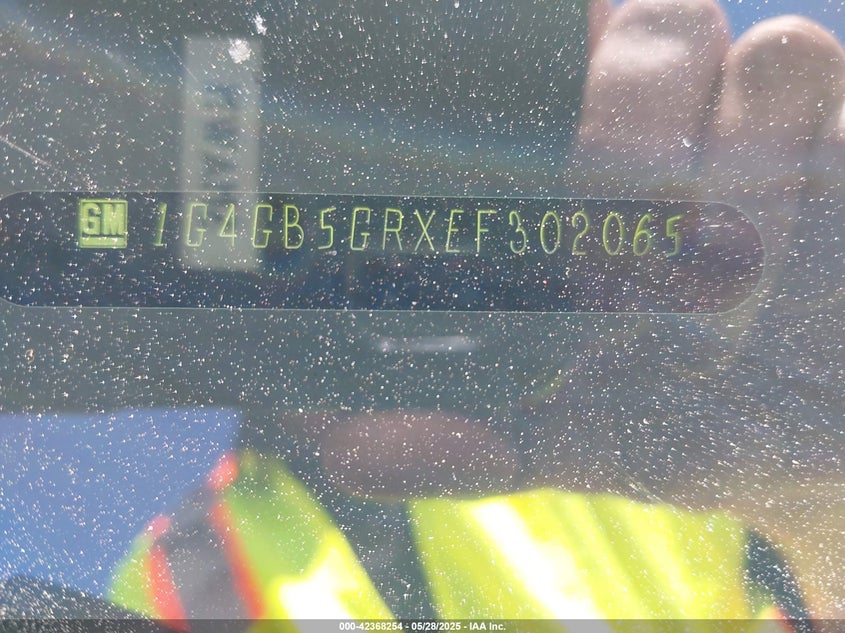 GM 1G4GB5GRXEF302065
000-42368254 - 05/28/2025 - IAA Inc.